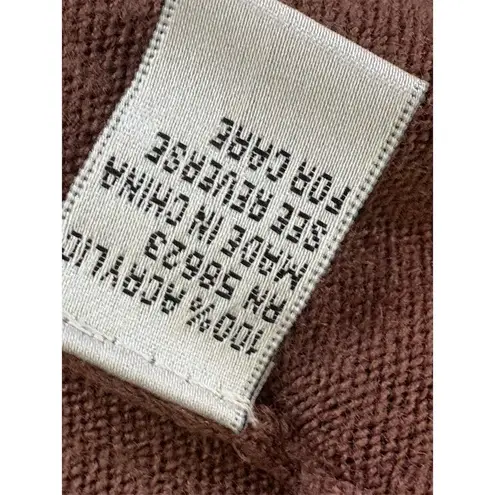 100% ACRYLIC
RN 58623
MADE IN CHINA
SEE REVERSE
FOR CARE